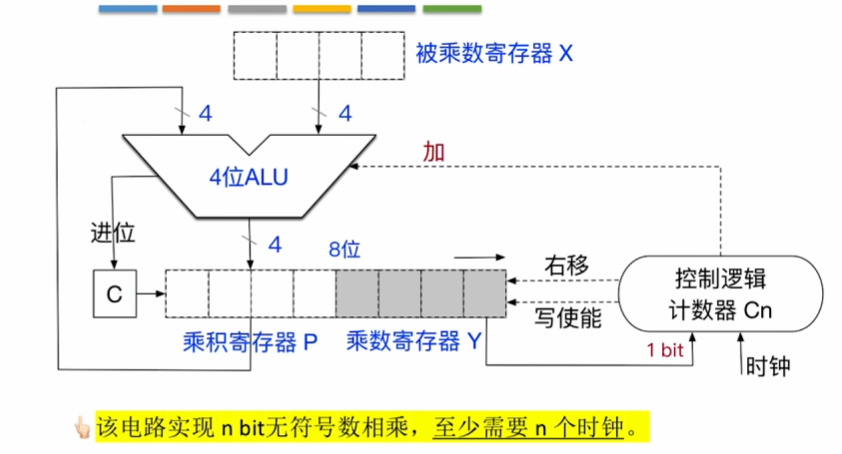 被乘数寄存器 X
4
4
加
4位ALU
进位
4
8位
右移
控制逻辑
计数器 Cn
C
写使能
乘积寄存器 P
乘数寄存器 Y
1 bit
时钟
该电路实现 n bit无符号数相乘，至少需要 n 个时钟。